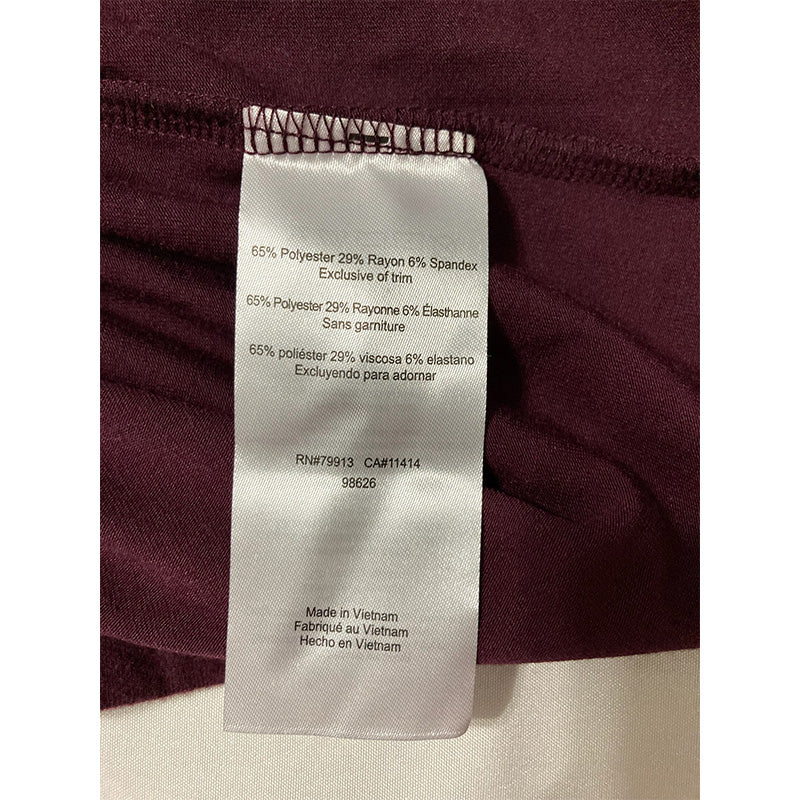 65% Polyester 29% Rayon 6% Spandex
Exclusive of trim
65% Polyester 29% Rayonne 6% Élasthanne
Sans garniture
65% poliéster 29% viscosa 6% elastano
Excluyendo para adornar
RN#79913 CA#11414
98626
Made in Vietnam
Fabriqué au Vietnam
Hecho en Vietnam